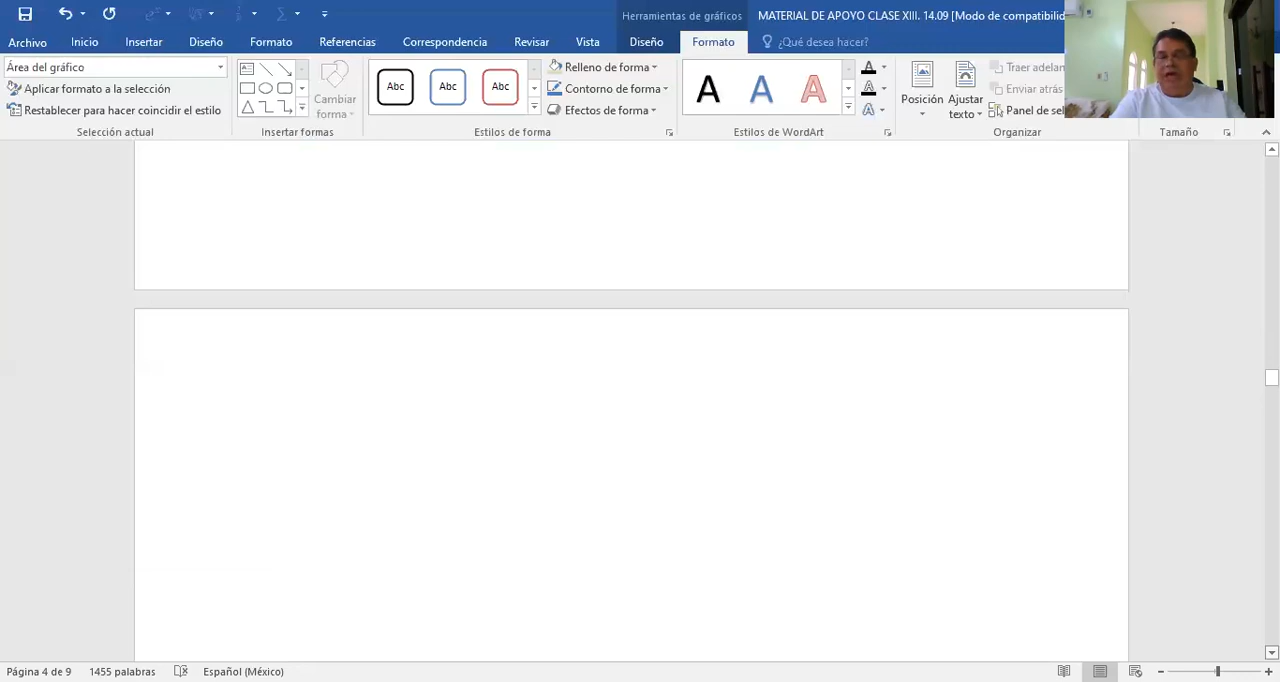 Herramientas de gráficos
MATERIAL DE APOYO CLASE XIII. 14.09 [Modo de compatibilid
Archivo Inicio Insertar Diseño Formato Referencias Correspondencia Revisar Vista Diseño Formato ¿Qué desea hacer?
Área del gráfico
Aplicar formato a la selección
Restablecer para hacer coincidir el estilo
Selección actual
Cambiar
forma
Insertar formas
Abc Abc Abc
Relleno de forma
Contorno de forma
Efectos de forma
Estilos de forma
A A A
A
A
A
Estilos de WordArt
Posición
Ajustar
texto
Traer adelan
Enviar atrás
Panel de sel
Organizar
Tamaño
Página 4 de 9 1455 palabras Español (México)